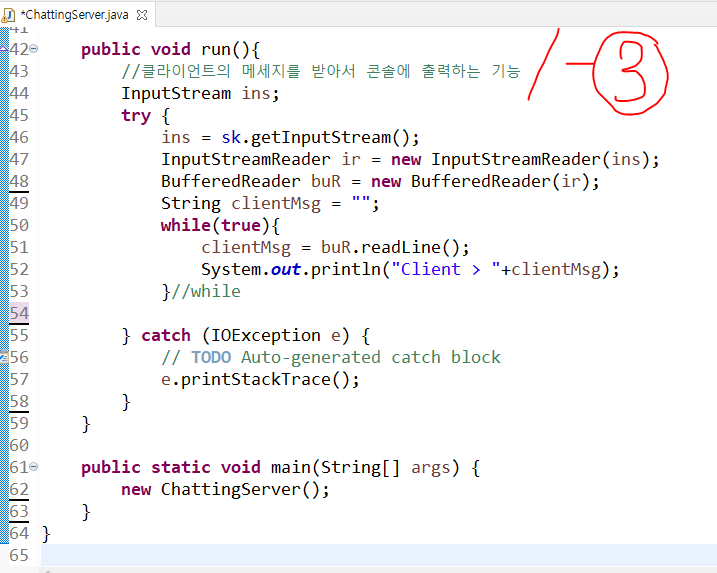 *ChattingServer.java
41
42 public void run(){
43 //클라이언트의 메세지를 받아서 콘솔에 출력하는 기능
44 InputStream ins;
45 try {
46 ins = sk.getInputStream();
47 InputStreamReader ir = new InputStreamReader(ins);
48 BufferedReader buR = new BufferedReader(ir);
49 String clientMsg = "";
50 while(true){
51 clientMsg = buR.readLine();
52 System.out.println("Client > "+clientMsg);
53 }//while
54
55 } catch (IOException e) {
56 // TODO Auto-generated catch block
57 e.printStackTrace();
58 }
59 }
60
61 public static void main(String[] args) {
62 new ChattingServer();
63 }
64 }
65
1-3